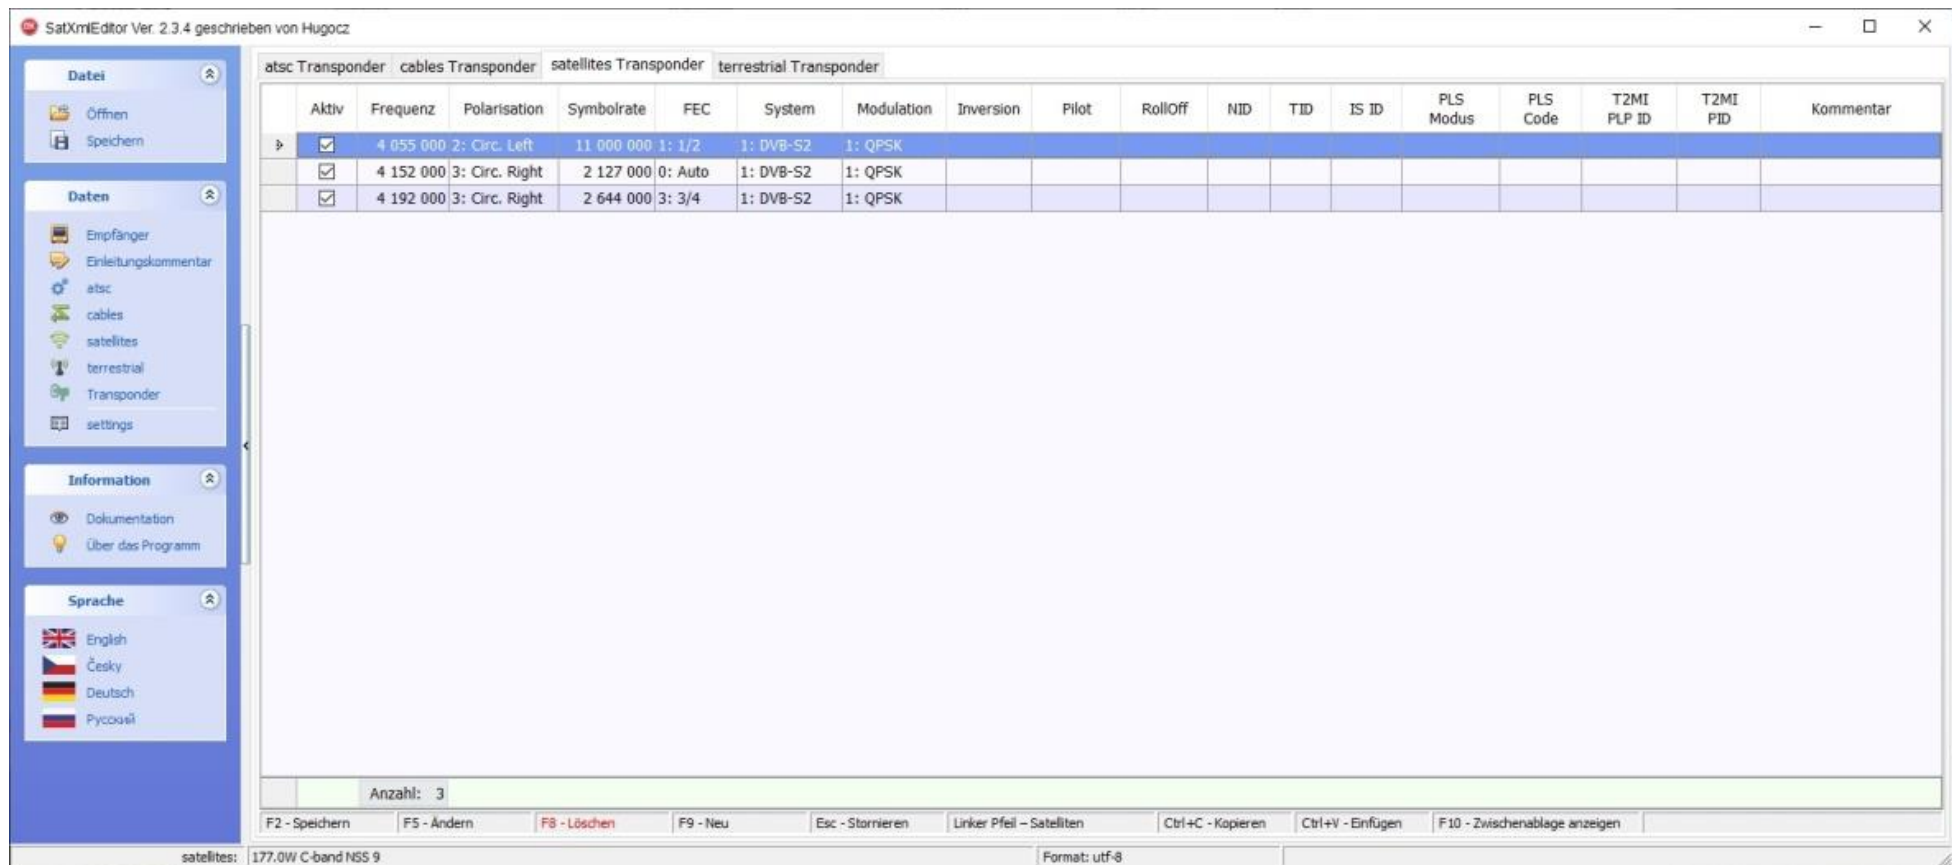 SatXmlEditor Ver. 2.3.4 geschrieben von Hugocz
Datei
Öffnen
Speichern
Daten
Empfänger
Einleitungskommentar
atsc
cables
satellites
terrestrial
Transponder
settings
Information
Dokumentation
Über das Programm
Sprache
English
Česky
Deutsch
Русский
atsc Transponder cables Transponder satellites Transponder terrestrial Transponder
Aktiv Frequenz Polarisation Symbolrate FEC System Modulation Inversion Pilot RollOff NID TID IS ID PLS Modus PLS Code T2MI PLP ID T2MI PID Kommentar
4 055 000 2: Circ. Left 11 000 000 1: 1/2 1: DVB-S2 1: QPSK
4 152 000 3: Circ. Right 2 127 000 0: Auto 1: DVB-S2 1: QPSK
4 192 000 3: Circ. Right 2 644 000 3: 3/4 1: DVB-S2 1: QPSK
Anzahl: 3
F2 - Speichern F5 - Ändern F8 - Löschen F9 - Neu Esc - Stornieren Linker Pfeil – Satelliten Ctrl+C - Kopieren Ctrl+V - Einfügen F10 - Zwischenablage anzeigen
satellites: 177.0W C-band NSS 9 Format: utf-8